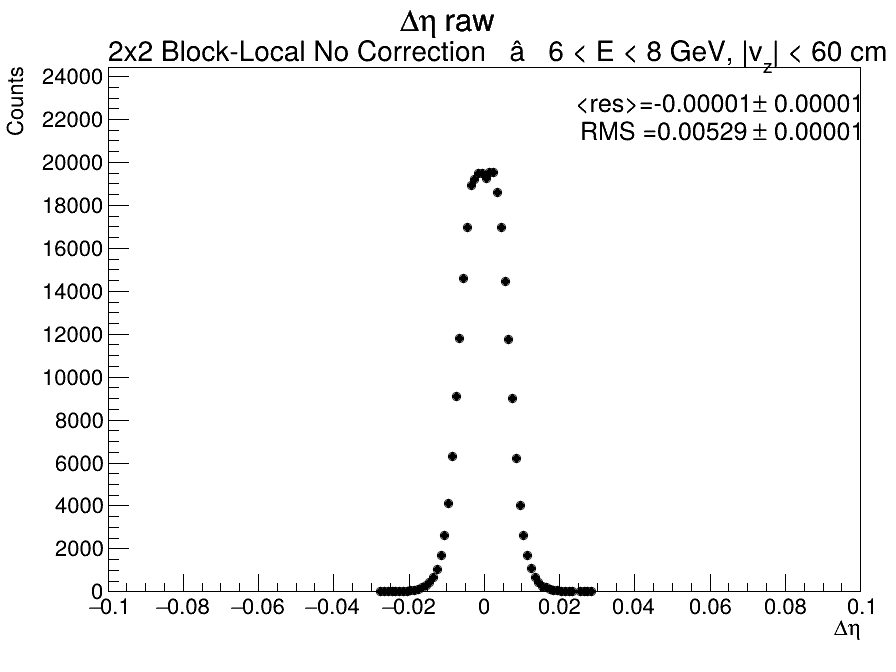 Δη raw
2x2 Block-Local No Correction â 6 < E < 8 GeV, |v_z| < 60 cm
Counts
<res>=-0.00001± 0.00001
RMS =0.00529± 0.00001
24000
22000
20000
18000
16000
14000
12000
10000
8000
6000
4000
2000
0
−0.1 −0.08 −0.06 −0.04 −0.02 0 0.02 0.04 0.06 0.08 0.1
Δη